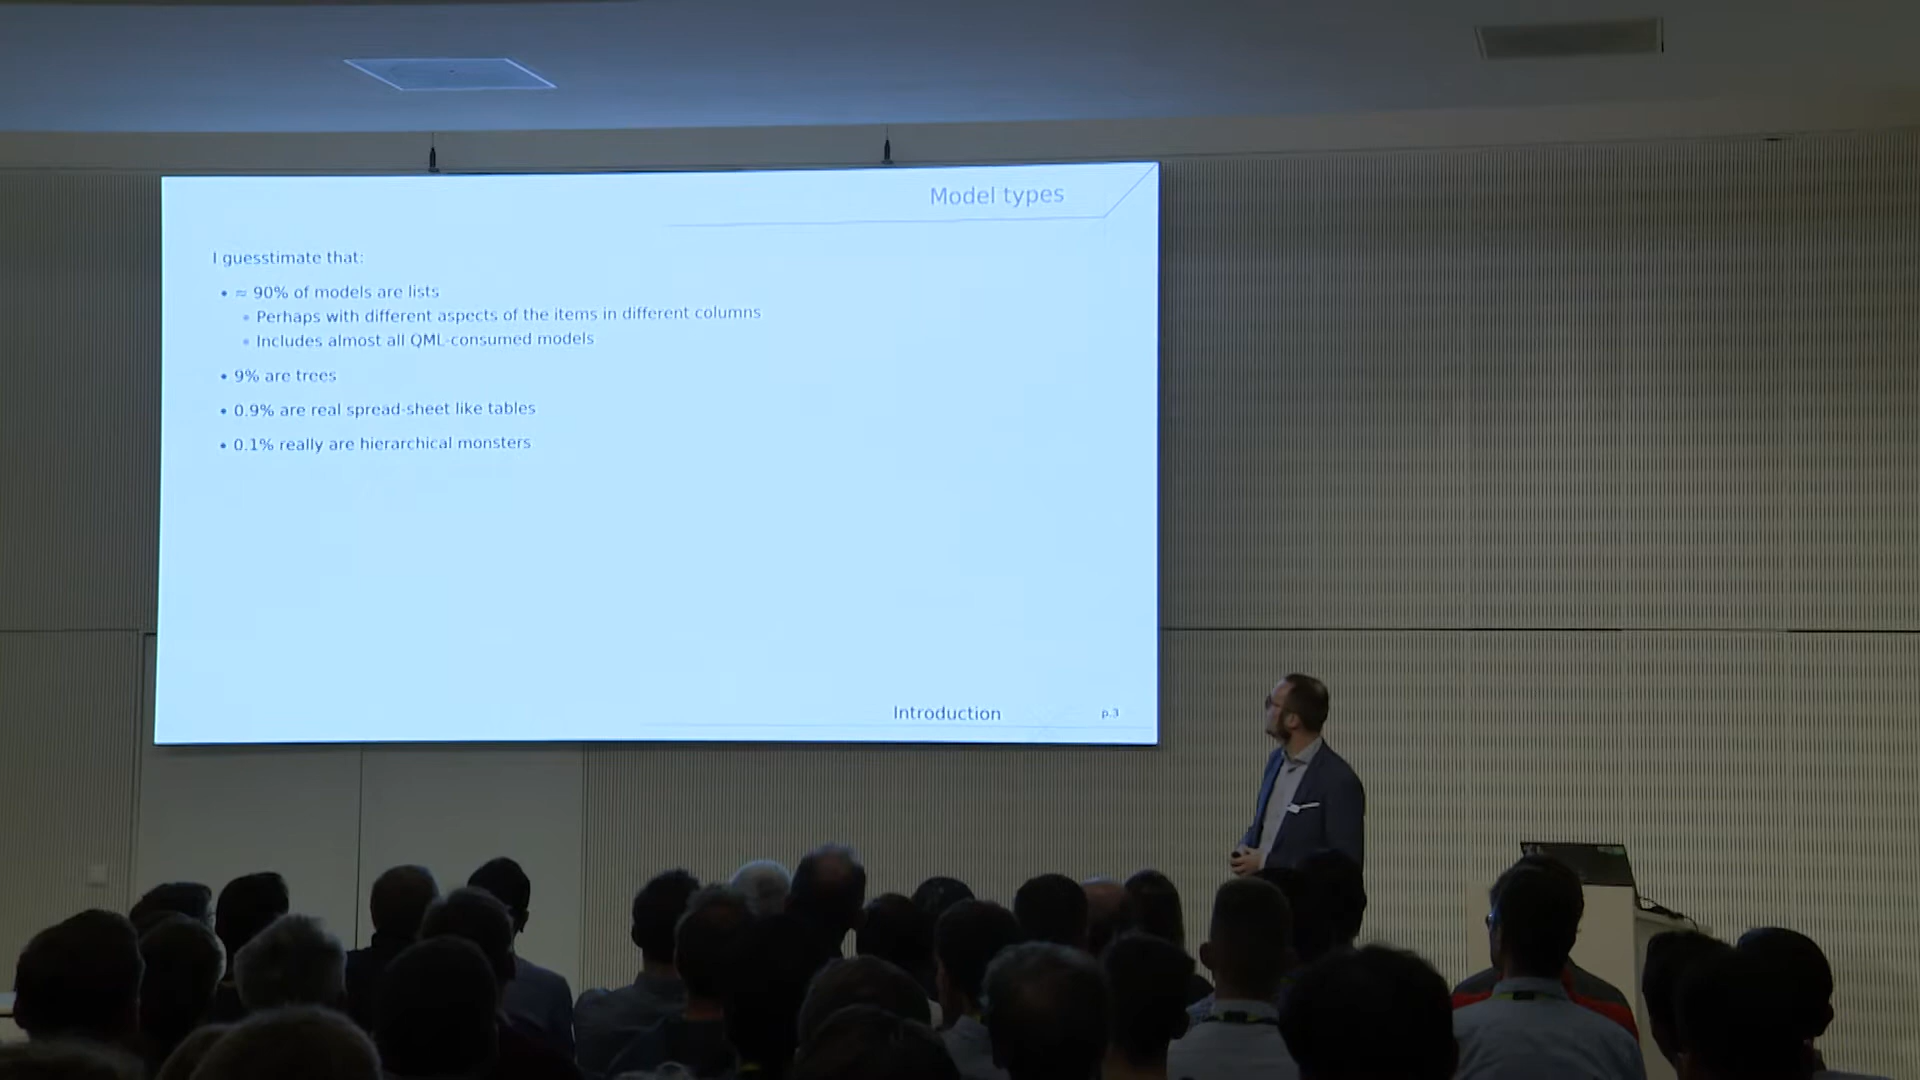 Model types
I guesstimate that:
• ≈ 90% of models are lists
• Perhaps with different aspects of the items in different columns
• Includes almost all QML-consumed models
• 9% are trees
• 0.9% are real spread-sheet like tables
• 0.1% really are hierarchical monsters
Introduction
p.3